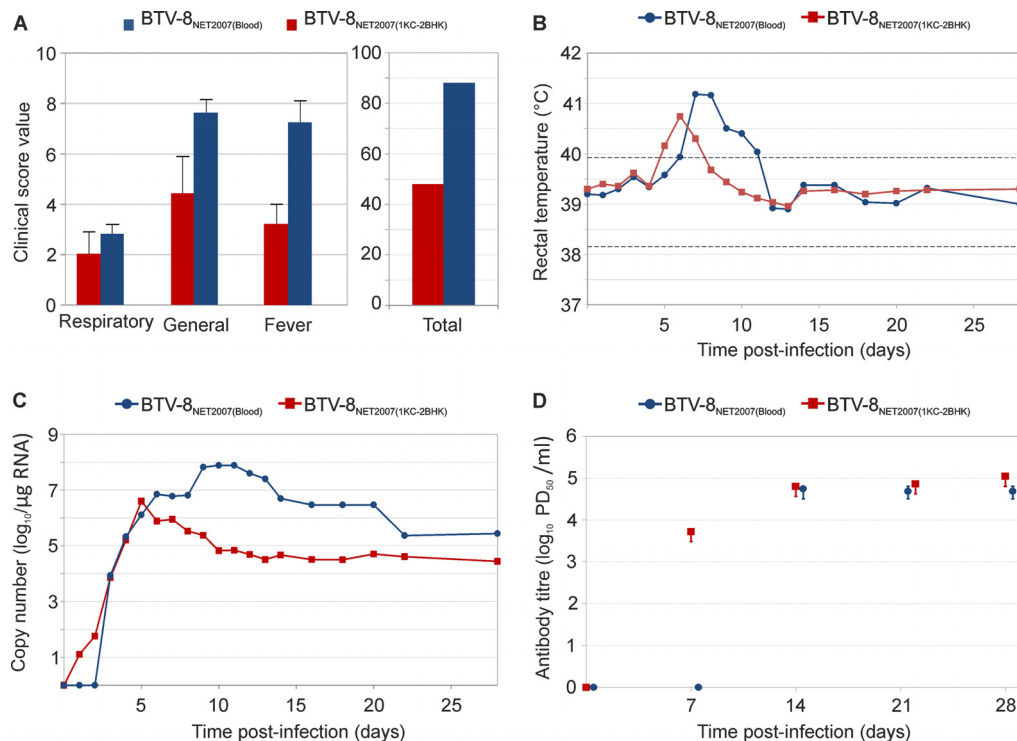 A
BTV-8NET2007(Blood) BTV-8NET2007(1KC-2BHK)
Clinical score value
10
8
6
4
2
0
Respiratory General Fever
100
80
60
40
20
0
Total
B
BTV-8NET2007(Blood) BTV-8NET2007(1KC-2BHK)
Rectal temperature (°C)
42
41
40
39
38
37
5 10 15 20 25
Time post-infection (days)
C
BTV-8NET2007(Blood) BTV-8NET2007(1KC-2BHK)
Copy number (log10/µg RNA)
9
7
5
3
1
5 10 15 20 25
Time post-infection (days)
D
BTV-8NET2007(Blood) BTV-8NET2007(1KC-2BHK)
Antibody titre (log10 PD50/ml)
6
5
4
3
2
1
0
7 14 21 28
Time post-infection (days)